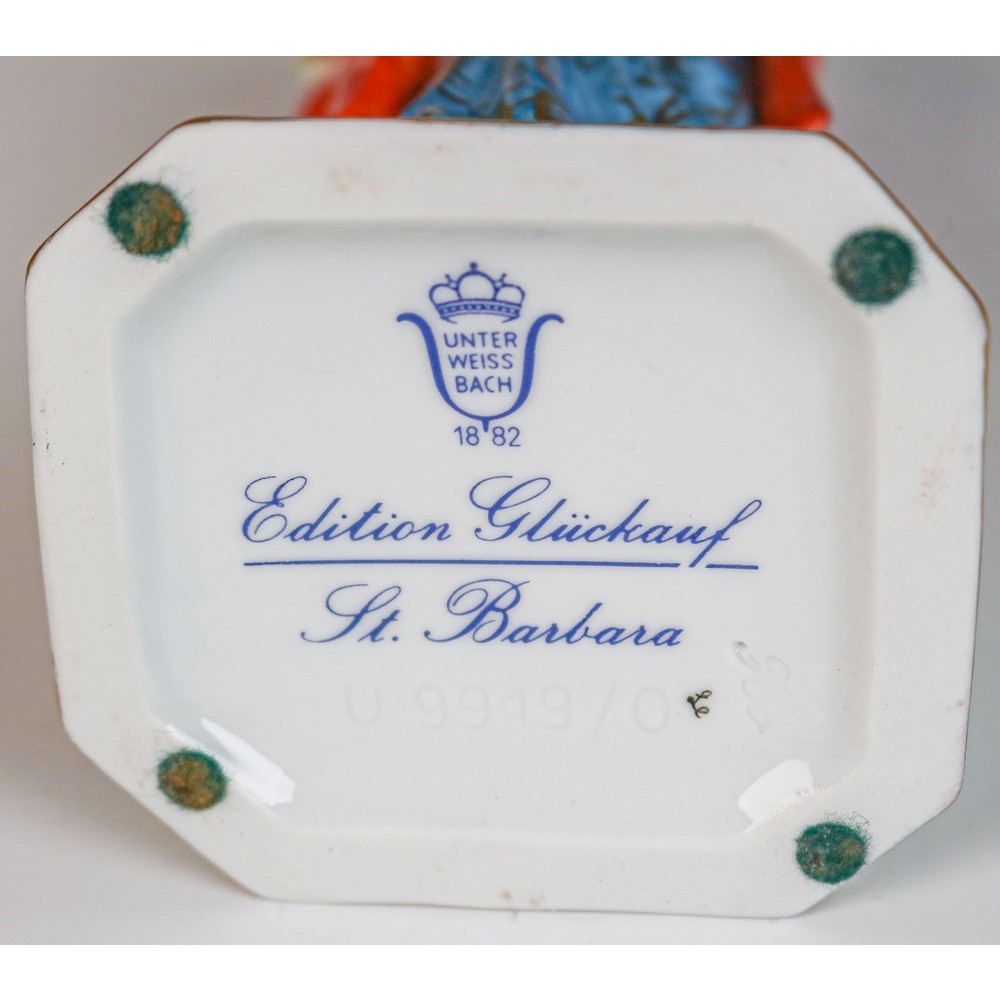 UNTER
WEISS
BACH
18 82
Edition Glückauf
St. Barbara
U 9919/0